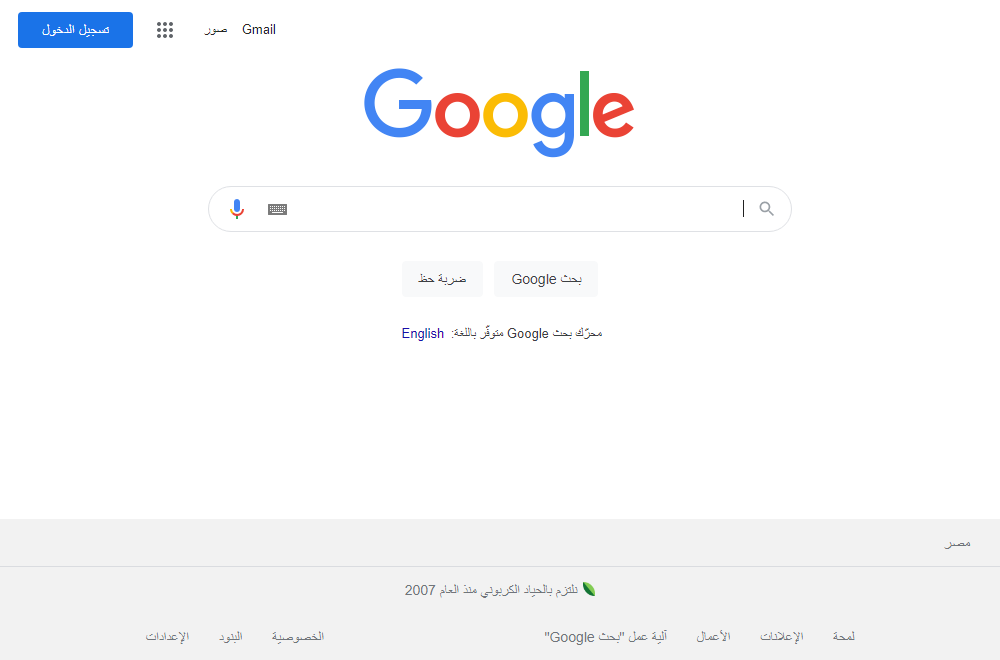 Gmail صور تسجيل الدخول
Google
بحث Google ضربة حظ
محرّك بحث Google متوفّر باللغة: English
مصر
نلتزم بالحياد الكربوني منذ العام 2007
لمحة الإعلانات الأعمال آلية عمل "بحث Google" الخصوصية البنود الإعدادات